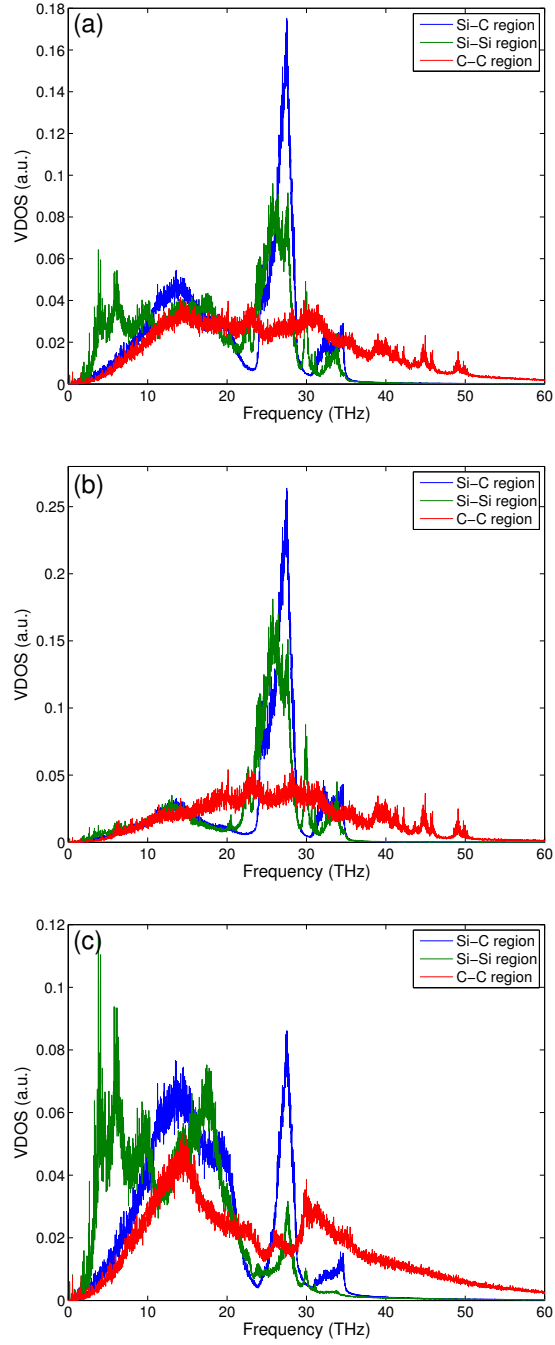 (a)
Si−C region
Si−Si region
C−C region
VDOS (a.u.)
0.18
0.16
0.14
0.12
0.1
0.08
0.06
0.04
0.02
0
0 10 20 30 40 50 60
Frequency (THz)
(b)
Si−C region
Si−Si region
C−C region
VDOS (a.u.)
0.25
0.2
0.15
0.1
0.05
0
0 10 20 30 40 50 60
Frequency (THz)
(c)
Si−C region
Si−Si region
C−C region
VDOS (a.u.)
0.12
0.1
0.08
0.06
0.04
0.02
0
0 10 20 30 40 50 60
Frequency (THz)